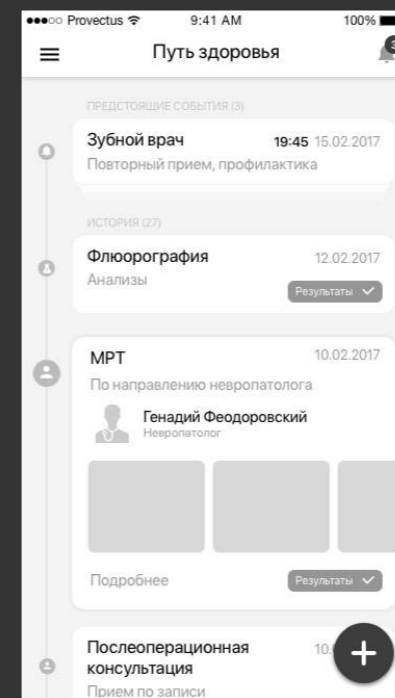 Provectus 9:41 AM 100%
Путь здоровья
3
ПРЕДСТОЯЩИЕ СОБЫТИЯ (3)
Зубной врач 19:45 15.02.2017
Повторный прием, профилактика
ИСТОРИЯ (27)
Флюорография 12.02.2017
Анализы
Результаты
МРТ 10.02.2017
По направлению невропатолога
Генадий Феодоровский
Невропатолог
Подробнее Результаты
Послеоперационная 10.
консультация
Прием по записи